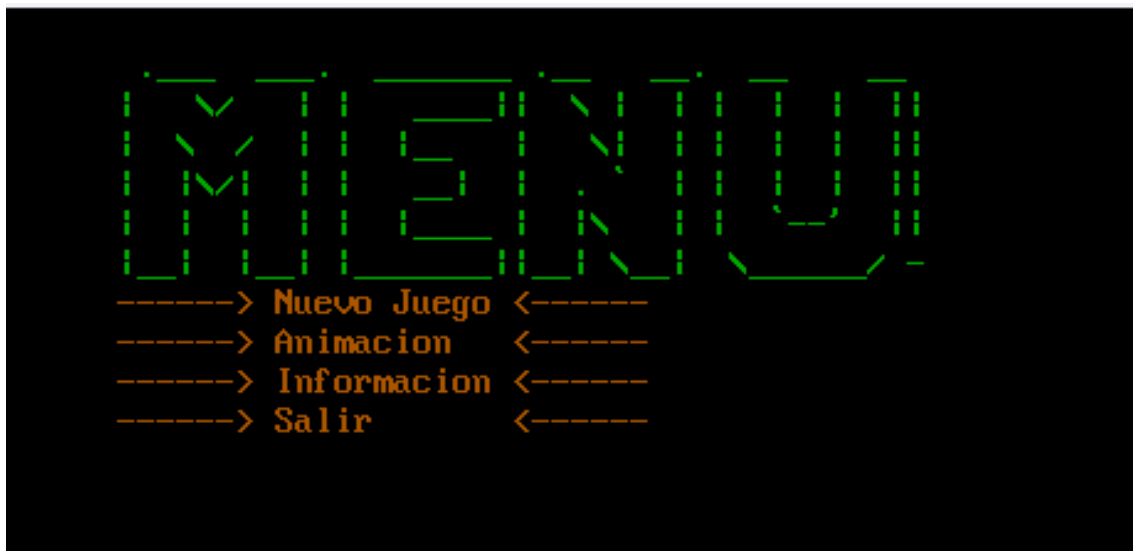 MENU
------> Nuevo Juego <------
------> Animacion <------
------> Informacion <------
------> Salir <------